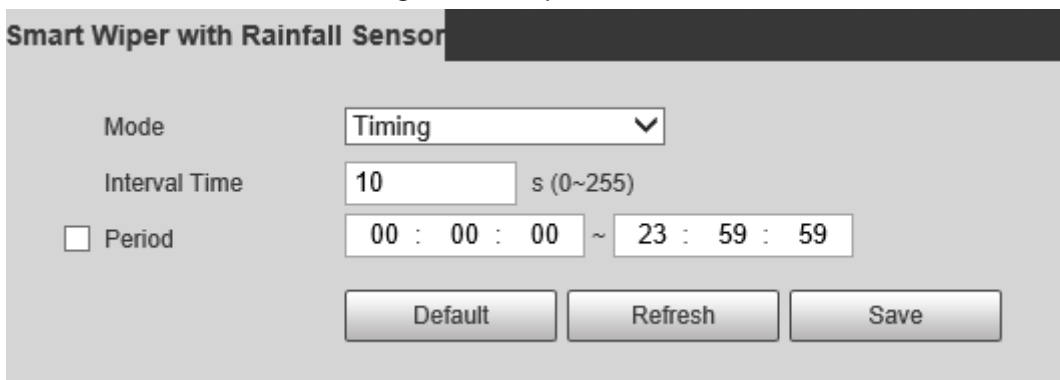 Smart Wiper with Rainfall Sensor
Mode Timing
Interval Time 10 s (0~255)
Period 00 : 00 : 00 ~ 23 : 59 : 59
Default Refresh Save